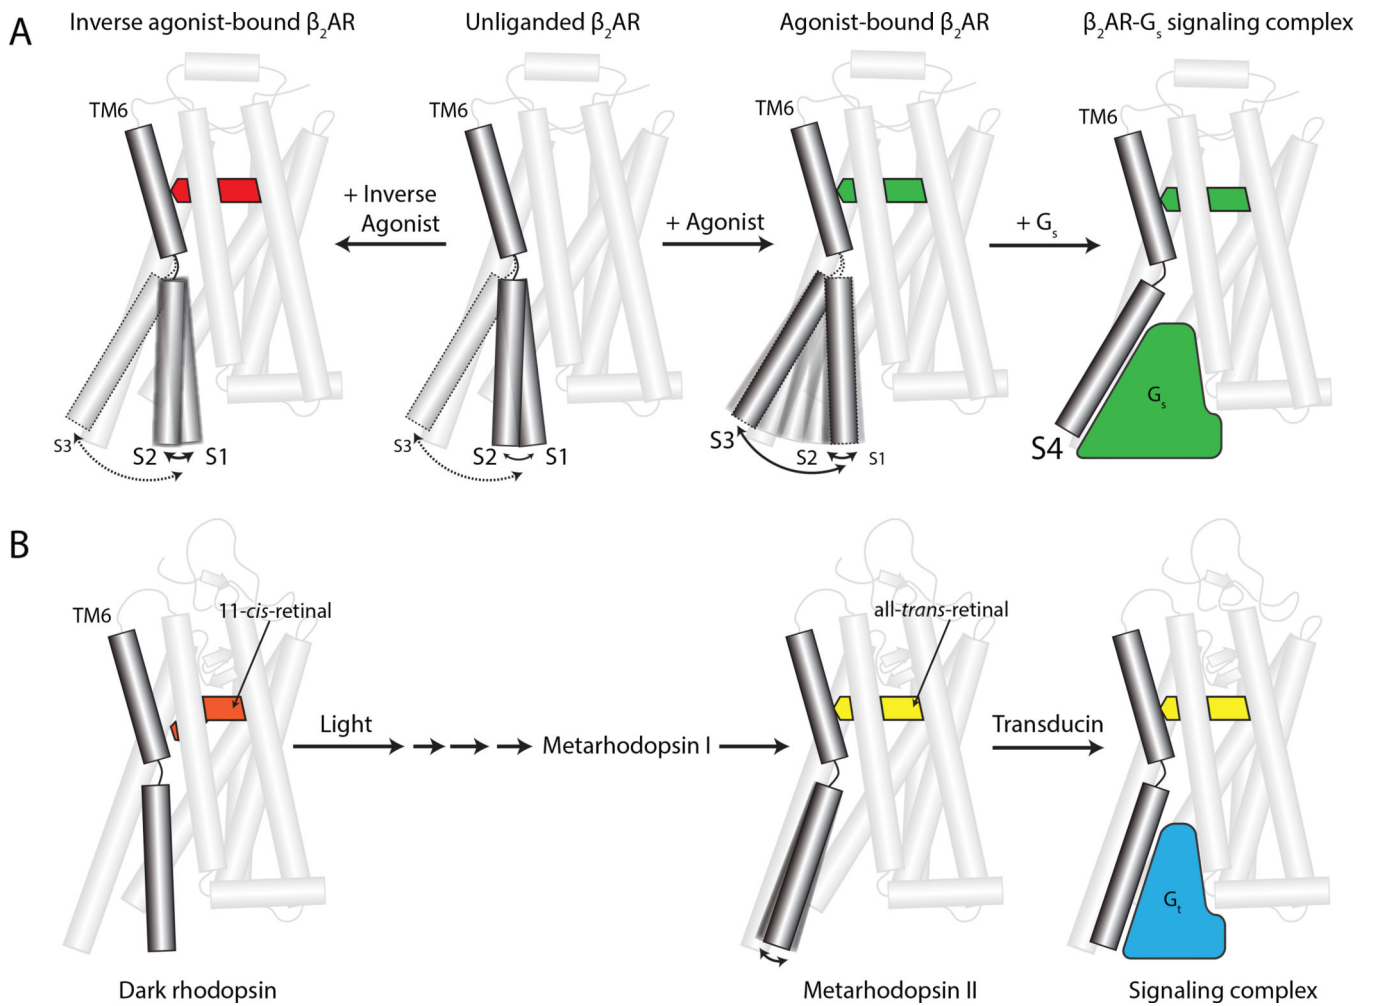 A
Inverse agonist-bound β₂AR
Unliganded β₂AR
Agonist-bound β₂AR
β₂AR-Gₛ signaling complex
TM6
TM6
TM6
TM6
+ Inverse
Agonist
+ Agonist
+ Gₛ
Gₛ
S3
S2
S1
S3
S2
S1
S3
S2
S1
S4
B
TM6
11-cis-retinal
all-trans-retinal
Light
Metarhodopsin I
Transducin
Gₜ
Dark rhodopsin
Metarhodopsin II
Signaling complex